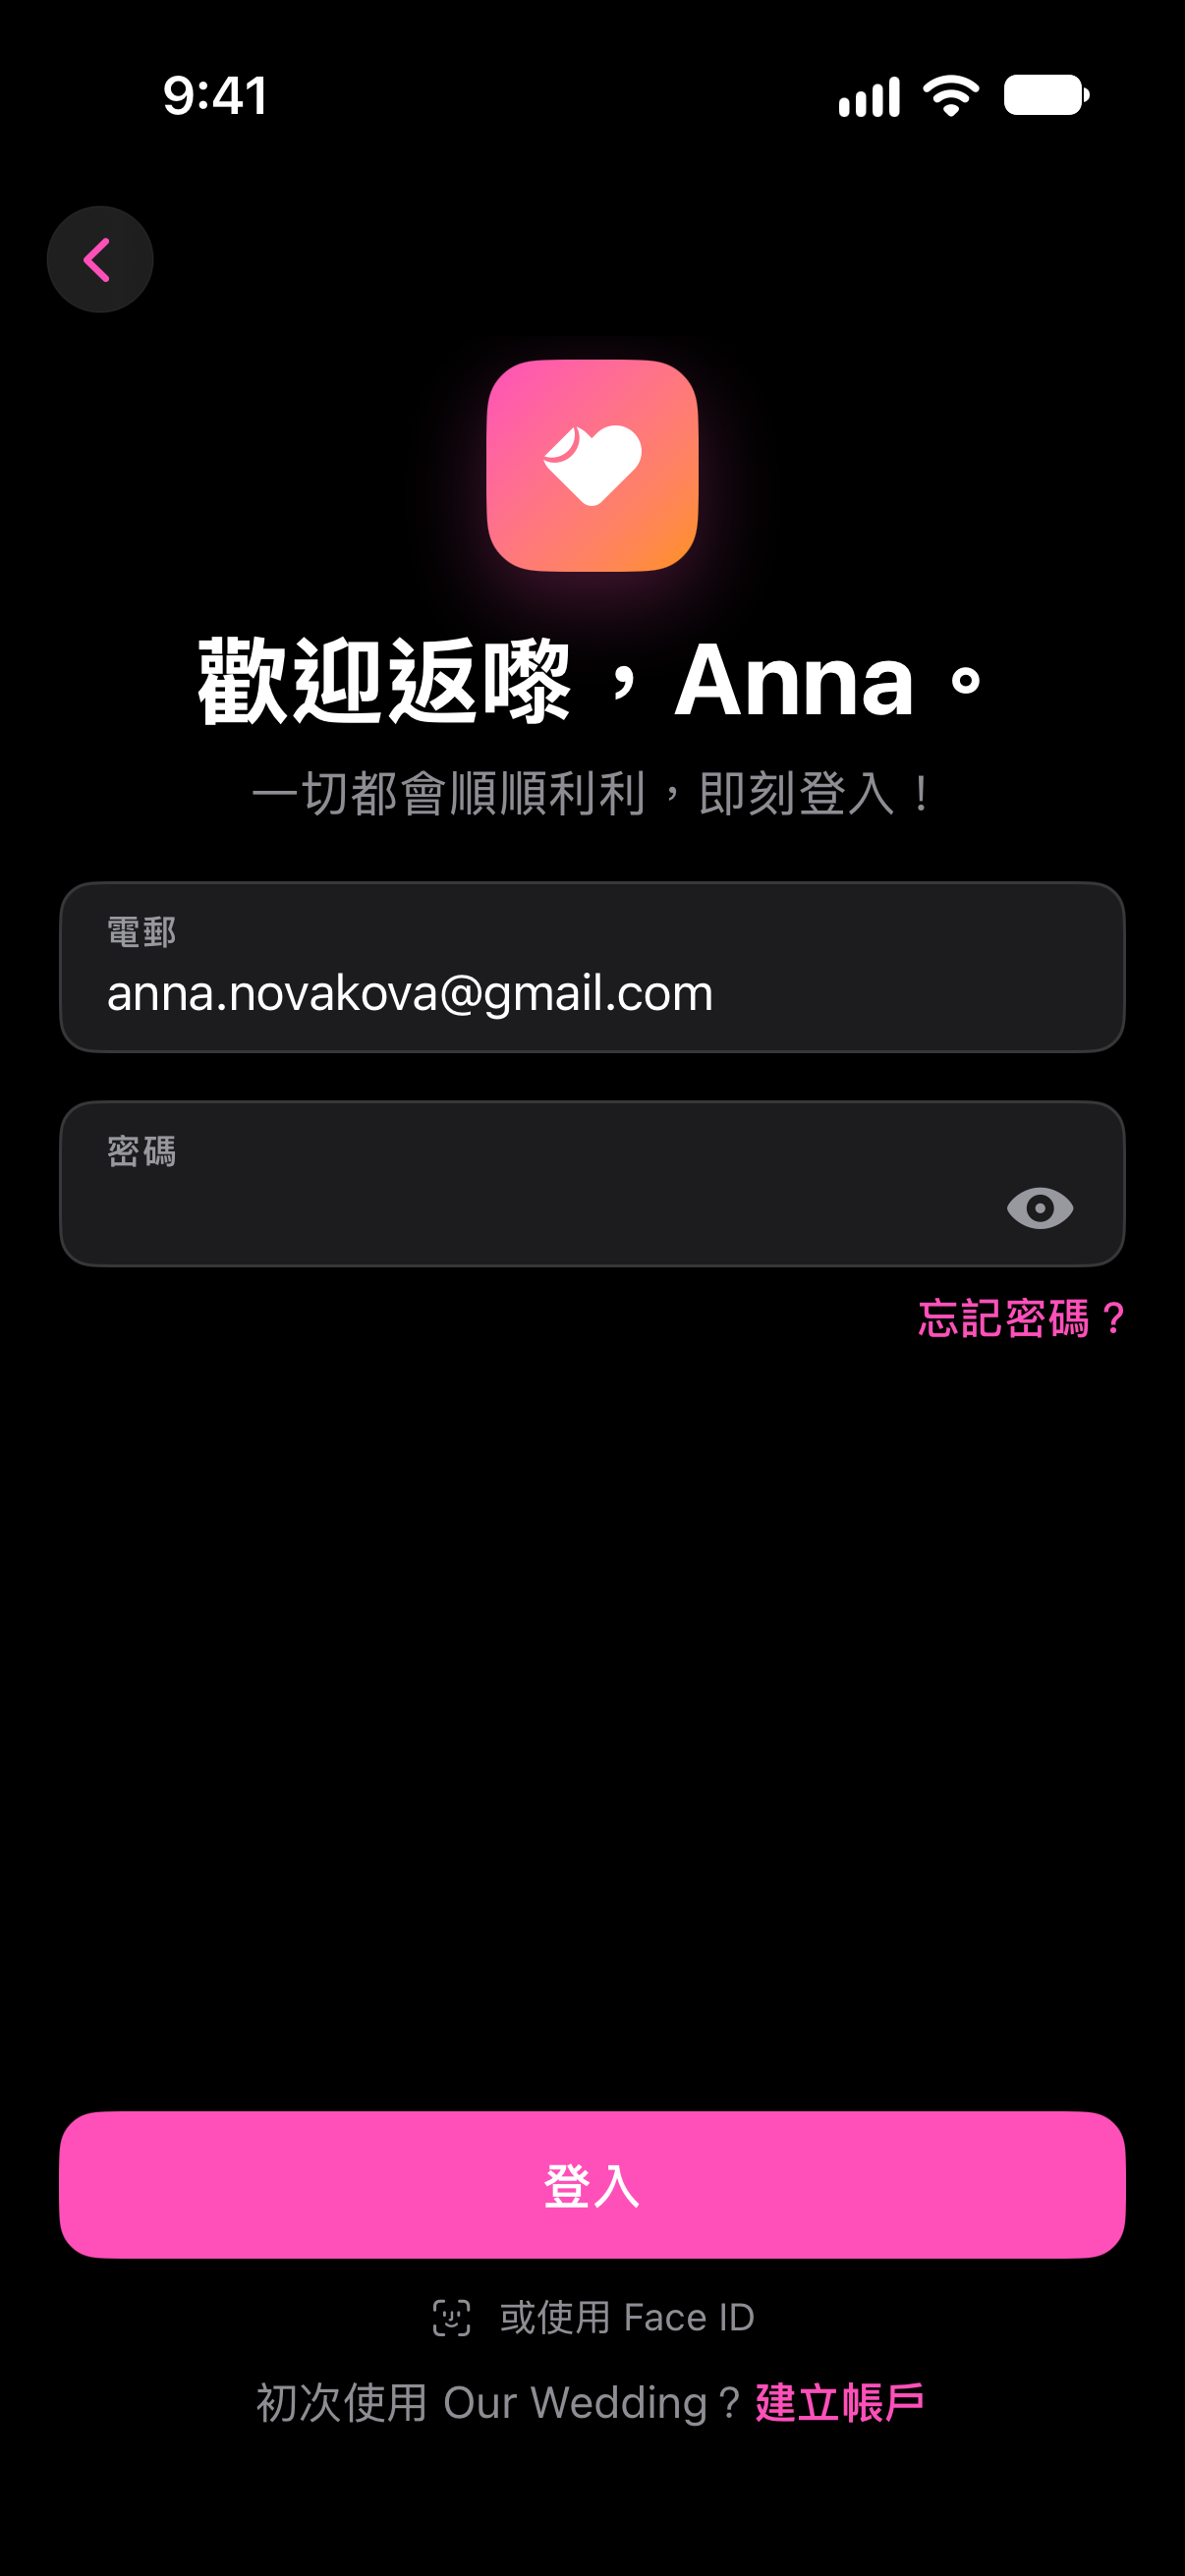 9:41
歡迎返嚟，Anna。
一切都會順順利利，即刻登入！
電郵
anna.novakova@gmail.com
密碼
忘記密碼？
登入
或使用 Face ID
初次使用 Our Wedding？建立帳戶